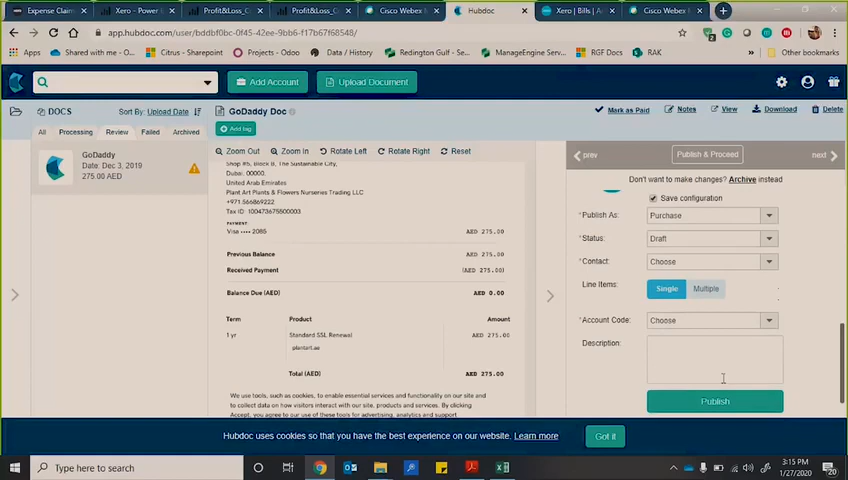 Expense Claim
Xero - Power
Profit&Loss_C
Profit&Loss_C
Cisco Webex
Hubdoc
Xero | Bills | A
Cisco Webex
app.hubdoc.com/user/bddbf0bc-0f45-42ee-bbb6-f17b67f68548/
Shared with me - O...
Citrus - Sharepoint
Projects - Odoo
Data / History
Redington Gulf - Se...
ManageEngine Serv...
RGF Docs
RAK
Other bookmarks
Add Account
Upload Document
DOCS
Sort By: Upload Date
GoDaddy Doc
Mark as Paid
Notes
View
Download
Delete
All
Processing
Review
Failed
Archived
Add tag
GoDaddy
Date: Dec 3, 2019
275.00 AED
Zoom Out
Zoom In
Rotate Left
Rotate Right
Reset
Shop #5, Block B, The Sustainable City,
Dubai, 00000.
United Arab Emirates
Plant Art Plants & Flowers Nurseries Trading LLC
+971.566869222
Tax ID: 100473675500003
PAYMENT:
Visa •••• 2085 AED 275.00
Previous Balance AED 275.00
Received Payment (AED 275.00)
Balance Due (AED) AED 0.00
Term Product Amount
1 yr Standard SSL Renewal AED 275.00
plantart.ae
Total (AED) AED 275.00
We use tools, such as cookies, to enable essential services and functionality on our site and
to collect data on how visitors interact with our site, products and services. By clicking
Accept, you agree to our use of these tools for advertising, analytics and support.
prev
Publish & Proceed
next
Don't want to make changes? Archive instead
Save configuration
*Publish As: Purchase
*Status: Draft
*Contact: Choose
Line Items: Single Multiple
*Account Code: Choose
Description:
Publish
Hubdoc uses cookies so that you have the best experience on our website. Learn more
Got it
Type here to search
3:15 PM
1/27/2020
20